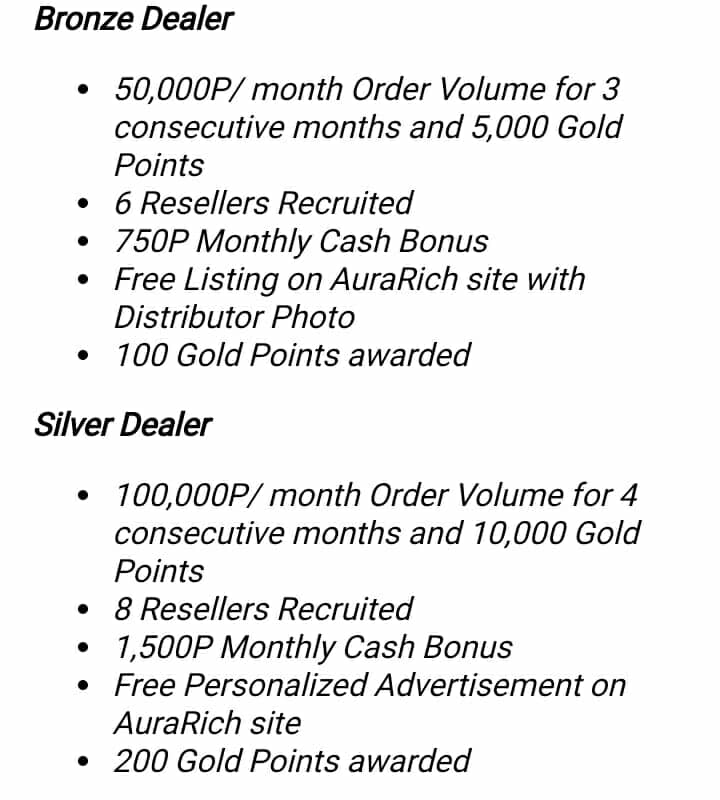 Bronze Dealer
• 50,000P/ month Order Volume for 3
consecutive months and 5,000 Gold
Points
• 6 Resellers Recruited
• 750P Monthly Cash Bonus
• Free Listing on AuraRich site with
Distributor Photo
• 100 Gold Points awarded
Silver Dealer
• 100,000P/ month Order Volume for 4
consecutive months and 10,000 Gold
Points
• 8 Resellers Recruited
• 1,500P Monthly Cash Bonus
• Free Personalized Advertisement on
AuraRich site
• 200 Gold Points awarded